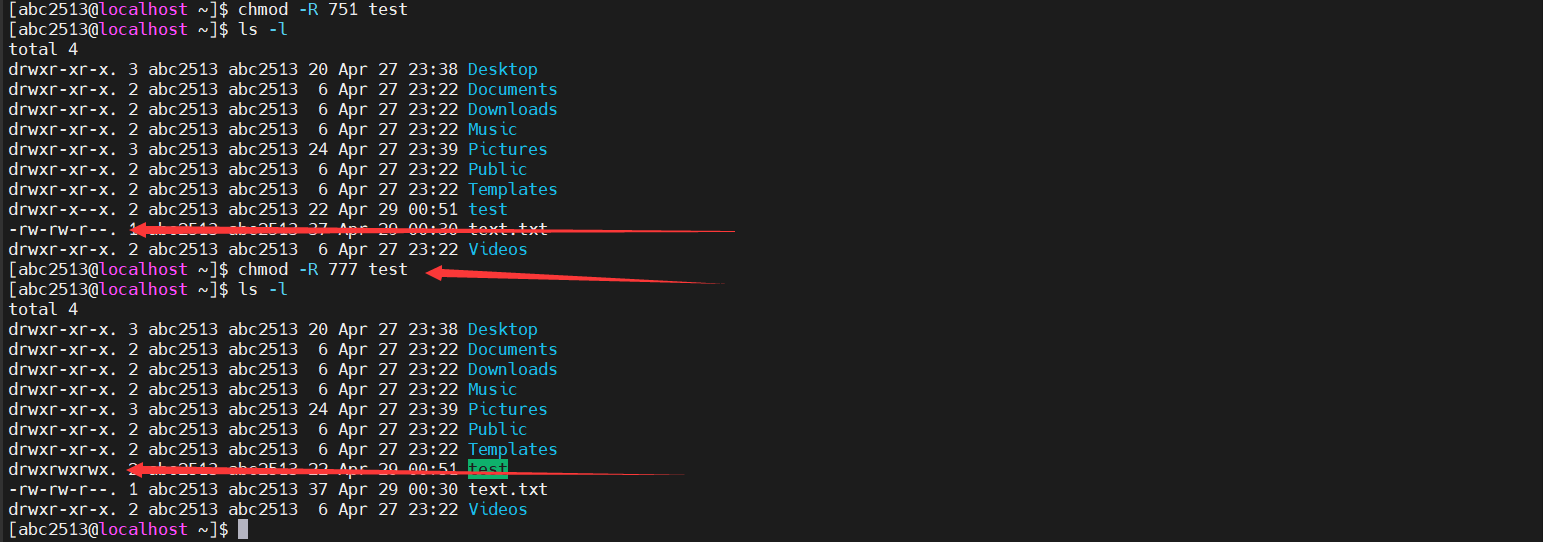 [abc2513@localhost ~]$ chmod -R 751 test
[abc2513@localhost ~]$ ls -l
total 4
drwxr-xr-x. 3 abc2513 abc2513 20 Apr 27 23:38 Desktop
drwxr-xr-x. 2 abc2513 abc2513  6 Apr 27 23:22 Documents
drwxr-xr-x. 2 abc2513 abc2513  6 Apr 27 23:22 Downloads
drwxr-xr-x. 2 abc2513 abc2513  6 Apr 27 23:22 Music
drwxr-xr-x. 3 abc2513 abc2513 24 Apr 27 23:39 Pictures
drwxr-xr-x. 2 abc2513 abc2513  6 Apr 27 23:22 Public
drwxr-xr-x. 2 abc2513 abc2513  6 Apr 27 23:22 Templates
drwxr-x--x. 2 abc2513 abc2513 22 Apr 29 00:51 test
-rw-rw-r--. 1 abc2513 abc2513 37 Apr 29 00:30 text.txt
drwxr-xr-x. 2 abc2513 abc2513  6 Apr 27 23:22 Videos
[abc2513@localhost ~]$ chmod -R 777 test
[abc2513@localhost ~]$ ls -l
total 4
drwxr-xr-x. 3 abc2513 abc2513 20 Apr 27 23:38 Desktop
drwxr-xr-x. 2 abc2513 abc2513  6 Apr 27 23:22 Documents
drwxr-xr-x. 2 abc2513 abc2513  6 Apr 27 23:22 Downloads
drwxr-xr-x. 2 abc2513 abc2513  6 Apr 27 23:22 Music
drwxr-xr-x. 3 abc2513 abc2513 24 Apr 27 23:39 Pictures
drwxr-xr-x. 2 abc2513 abc2513  6 Apr 27 23:22 Public
drwxr-xr-x. 2 abc2513 abc2513  6 Apr 27 23:22 Templates
drwxrwxrwx. 2 abc2513 abc2513 22 Apr 29 00:51 test
-rw-rw-r--. 1 abc2513 abc2513 37 Apr 29 00:30 text.txt
drwxr-xr-x. 2 abc2513 abc2513  6 Apr 27 23:22 Videos
[abc2513@localhost ~]$